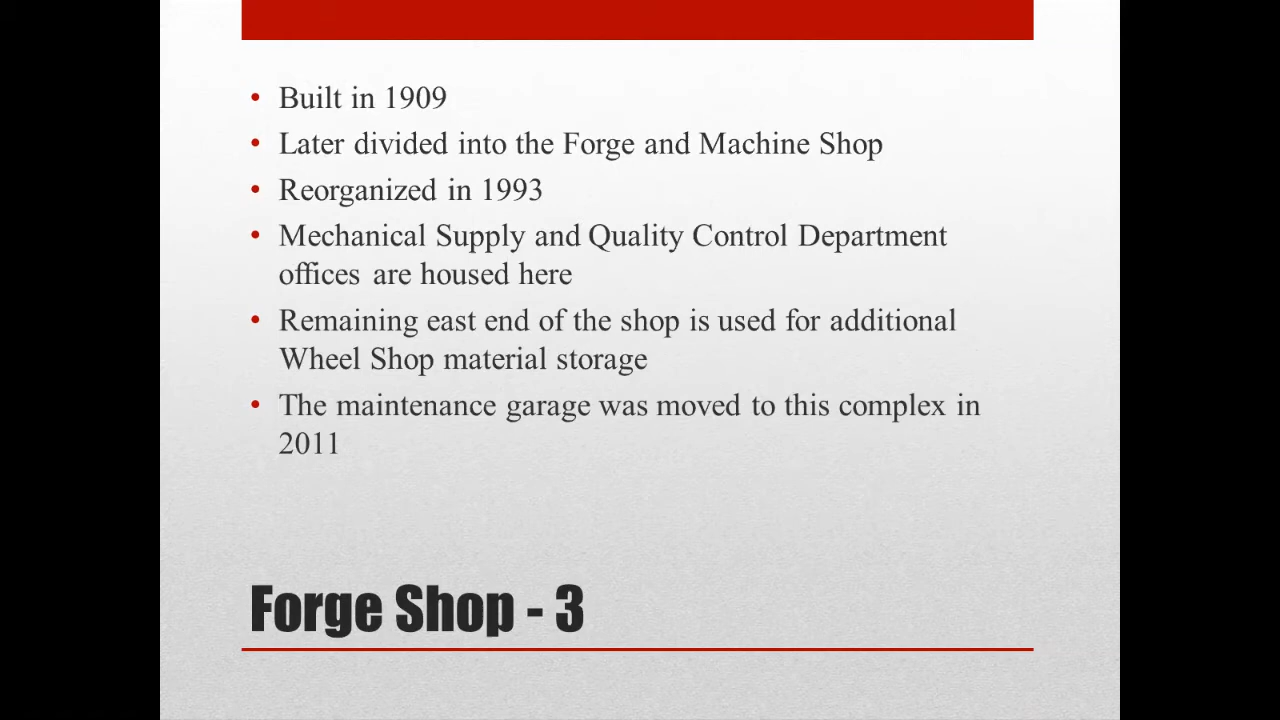 • Built in 1909
• Later divided into the Forge and Machine Shop
• Reorganized in 1993
• Mechanical Supply and Quality Control Department
offices are housed here
• Remaining east end of the shop is used for additional
Wheel Shop material storage
• The maintenance garage was moved to this complex in
2011
Forge Shop - 3